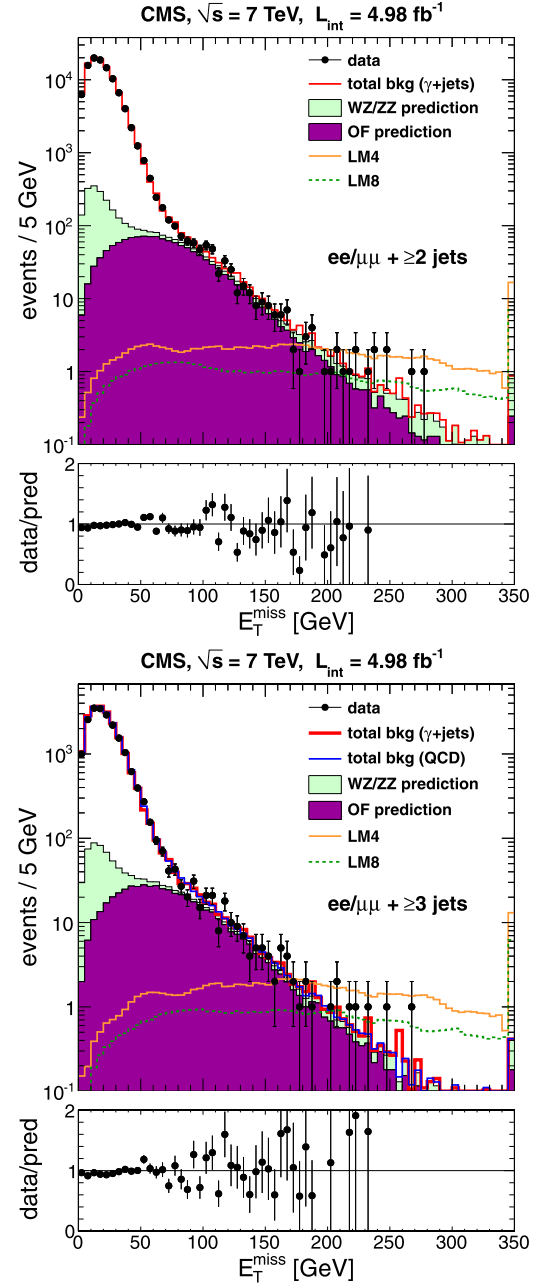 CMS, √s = 7 TeV, L_int = 4.98 fb⁻¹
events / 5 GeV
10⁴
10³
10²
10
1
10⁻¹
data
total bkg (γ+jets)
WZ/ZZ prediction
OF prediction
LM4
LM8
ee/μμ + ≥2 jets
data/pred
2
1
0
0 50 100 150 200 250 300 350
E_T^miss [GeV]
CMS, √s = 7 TeV, L_int = 4.98 fb⁻¹
events / 5 GeV
10³
10²
10
1
10⁻¹
data
total bkg (γ+jets)
total bkg (QCD)
WZ/ZZ prediction
OF prediction
LM4
LM8
ee/μμ + ≥3 jets
data/pred
2
1
0
0 50 100 150 200 250 300 350
E_T^miss [GeV]